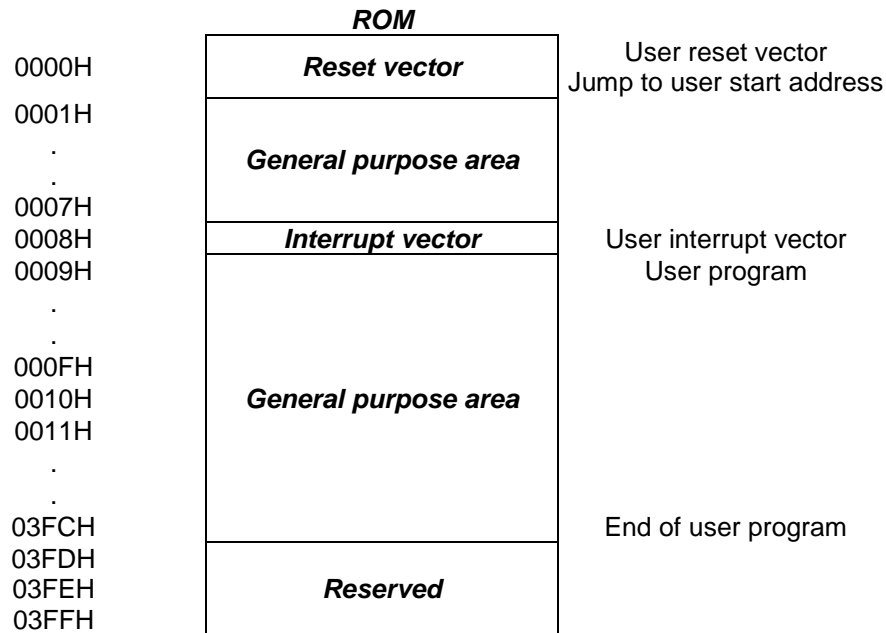 ROM
0000H Reset vector User reset vector
Jump to user start address
0001H
.
General purpose area
.
0007H
0008H Interrupt vector User interrupt vector
0009H User program
.
.
000FH
0010H General purpose area
0011H
.
.
03FCH End of user program
03FDH
03FEH Reserved
03FFH